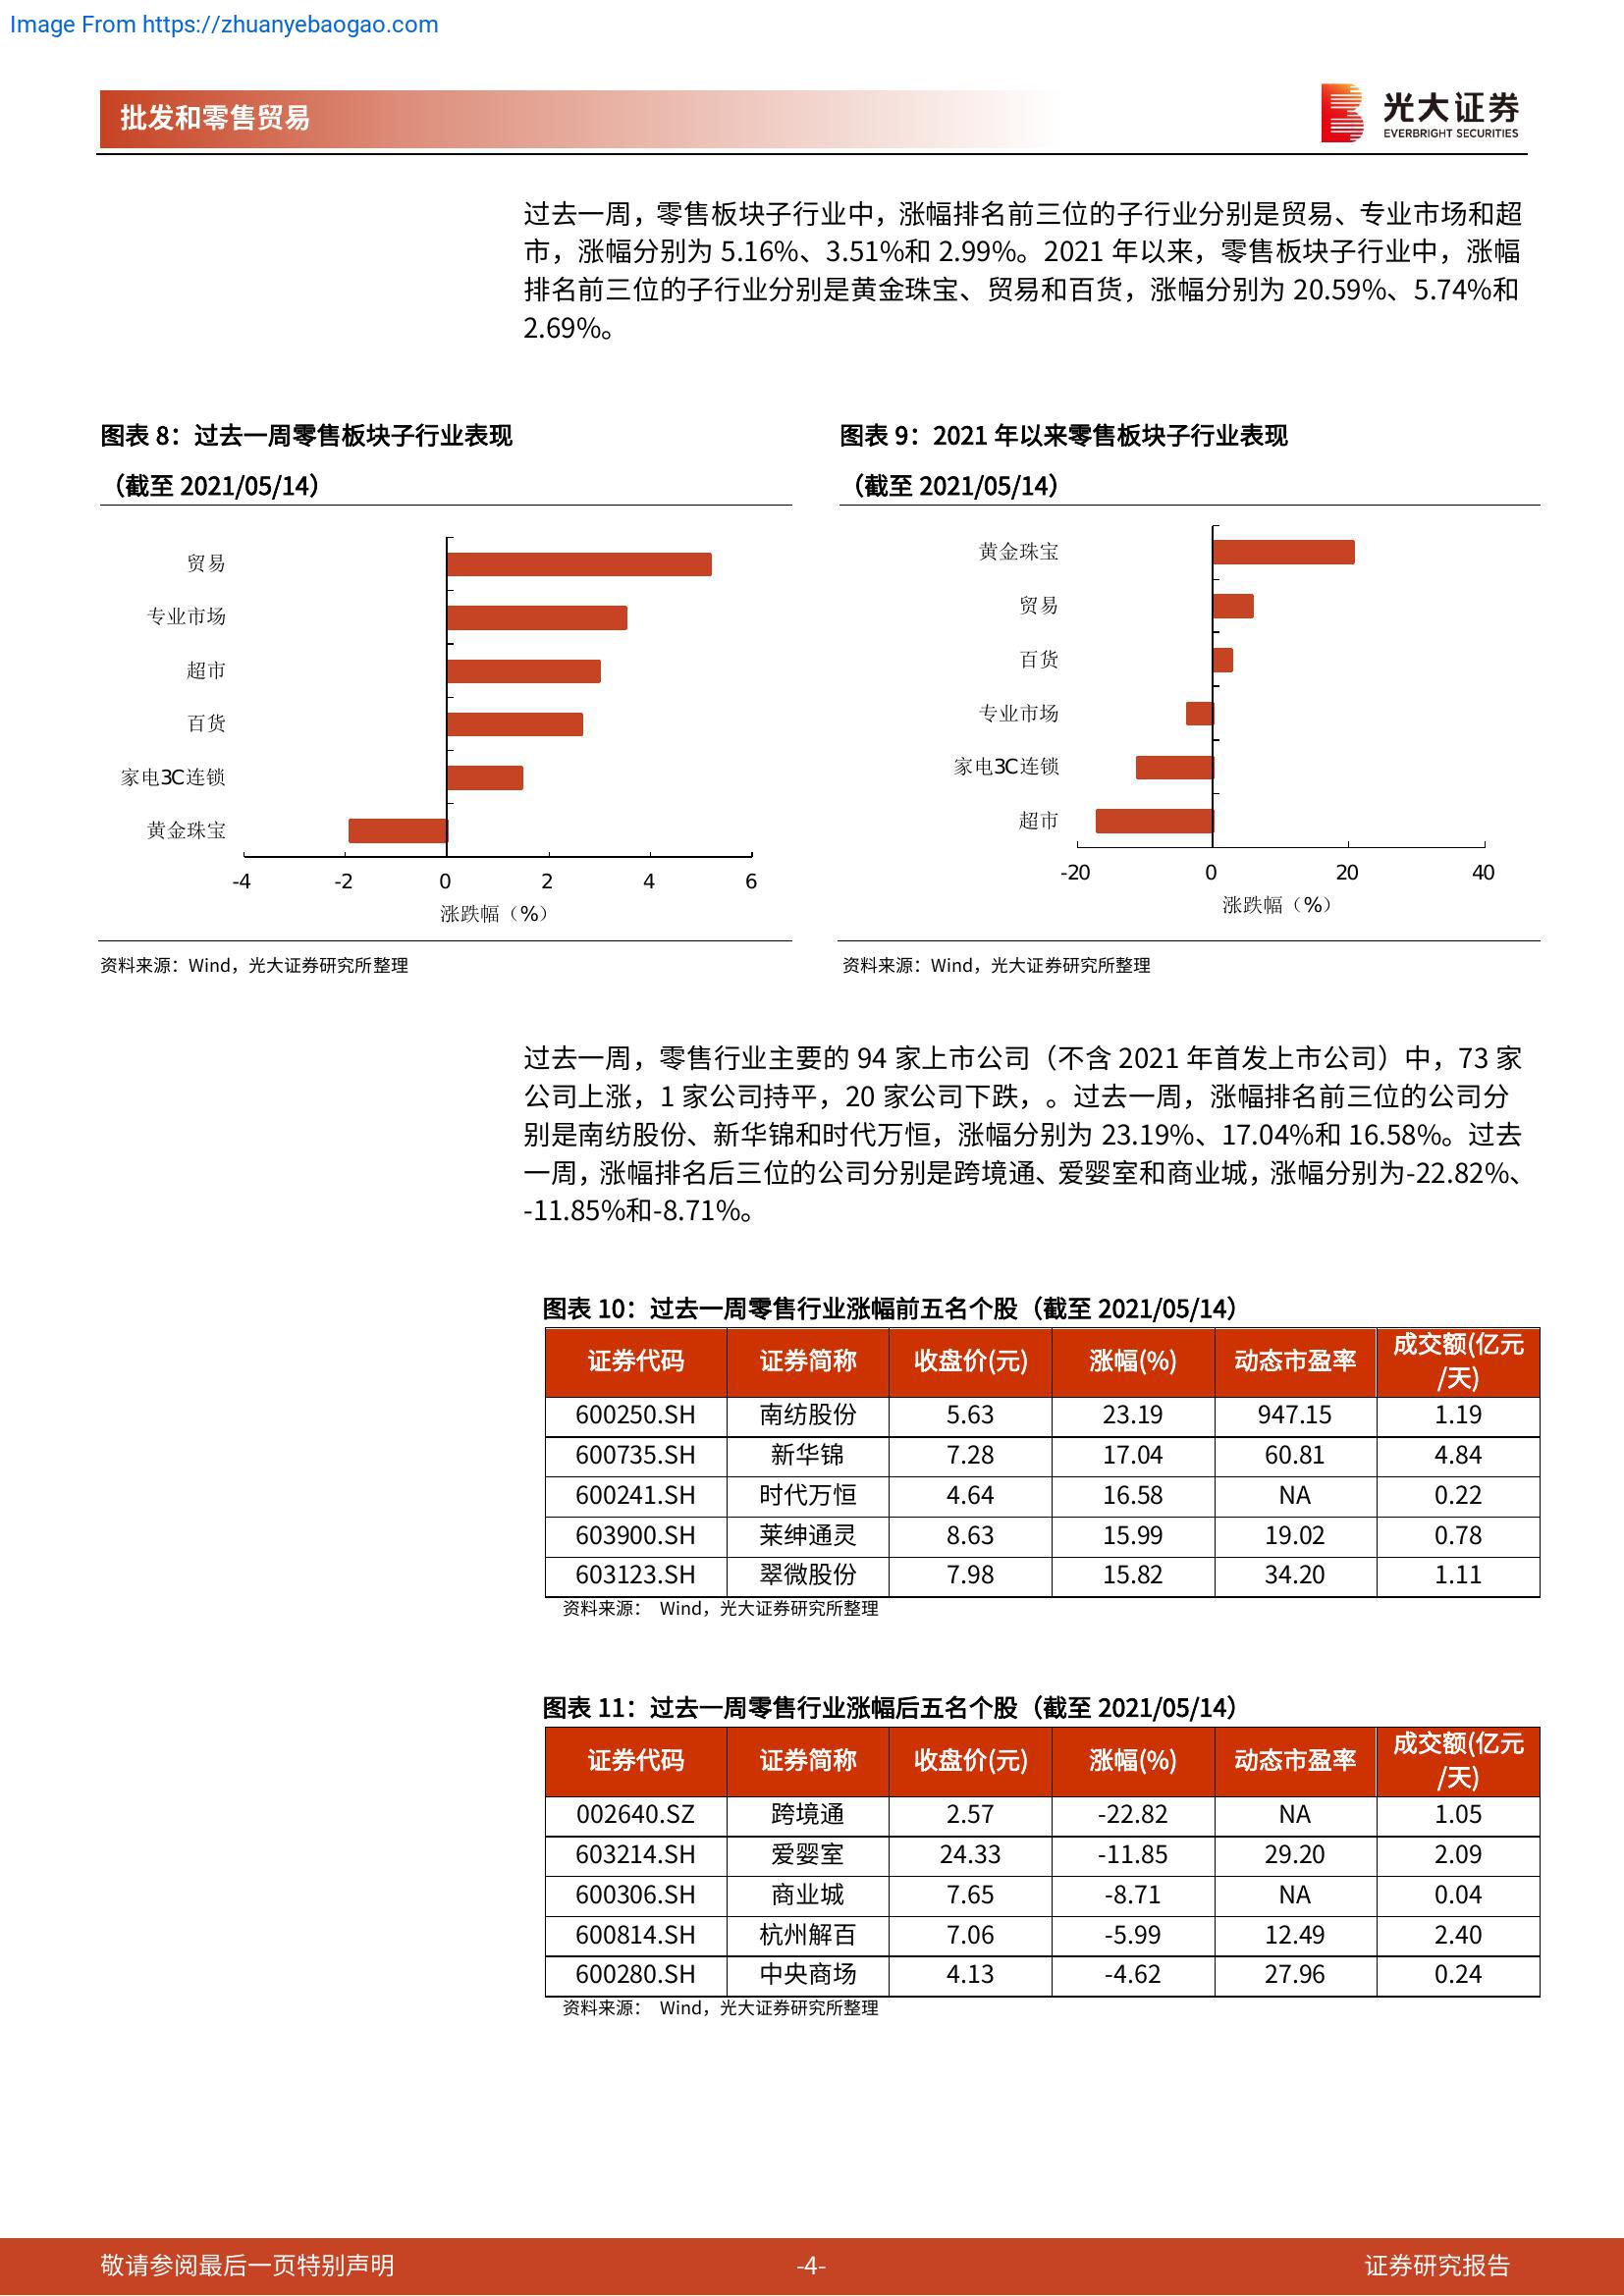 Image From https://zhuanyebaogao.com
批发和零售贸易
光大证券
EVERBRIGHT SECURITIES
过去一周，零售板块子行业中，涨幅排名前三位的子行业分别是贸易、专业市场和超
市，涨幅分别为 5.16%、3.51%和 2.99%。2021 年以来，零售板块子行业中，涨幅
排名前三位的子行业分别是黄金珠宝、贸易和百货，涨幅分别为 20.59%、5.74%和
2.69%。
图表 8：过去一周零售板块子行业表现
（截至 2021/05/14）
贸易
专业市场
超市
百货
家电3C连锁
黄金珠宝
-4 -2 0 2 4 6
涨跌幅（%）
资料来源：Wind，光大证券研究所整理
图表 9：2021 年以来零售板块子行业表现
（截至 2021/05/14）
黄金珠宝
贸易
百货
专业市场
家电3C连锁
超市
-20 0 20 40
涨跌幅（%）
资料来源：Wind，光大证券研究所整理
过去一周，零售行业主要的 94 家上市公司（不含 2021 年首发上市公司）中，73 家
公司上涨，1 家公司持平，20 家公司下跌，。过去一周，涨幅排名前三位的公司分
别是南纺股份、新华锦和时代万恒，涨幅分别为 23.19%、17.04%和 16.58%。过去
一周，涨幅排名后三位的公司分别是跨境通、爱婴室和商业城，涨幅分别为-22.82%、
-11.85%和-8.71%。
图表 10：过去一周零售行业涨幅前五名个股（截至 2021/05/14）
证券代码 证券简称 收盘价(元) 涨幅(%) 动态市盈率 成交额(亿元
/天)
600250.SH 南纺股份 5.63 23.19 947.15 1.19
600735.SH 新华锦 7.28 17.04 60.81 4.84
600241.SH 时代万恒 4.64 16.58 NA 0.22
603900.SH 莱绅通灵 8.63 15.99 19.02 0.78
603123.SH 翠微股份 7.98 15.82 34.20 1.11
资料来源： Wind，光大证券研究所整理
图表 11：过去一周零售行业涨幅后五名个股（截至 2021/05/14）
证券代码 证券简称 收盘价(元) 涨幅(%) 动态市盈率 成交额(亿元
/天)
002640.SZ 跨境通 2.57 -22.82 NA 1.05
603214.SH 爱婴室 24.33 -11.85 29.20 2.09
600306.SH 商业城 7.65 -8.71 NA 0.04
600814.SH 杭州解百 7.06 -5.99 12.49 2.40
600280.SH 中央商场 4.13 -4.62 27.96 0.24
资料来源： Wind，光大证券研究所整理
敬请参阅最后一页特别声明 -4- 证券研究报告